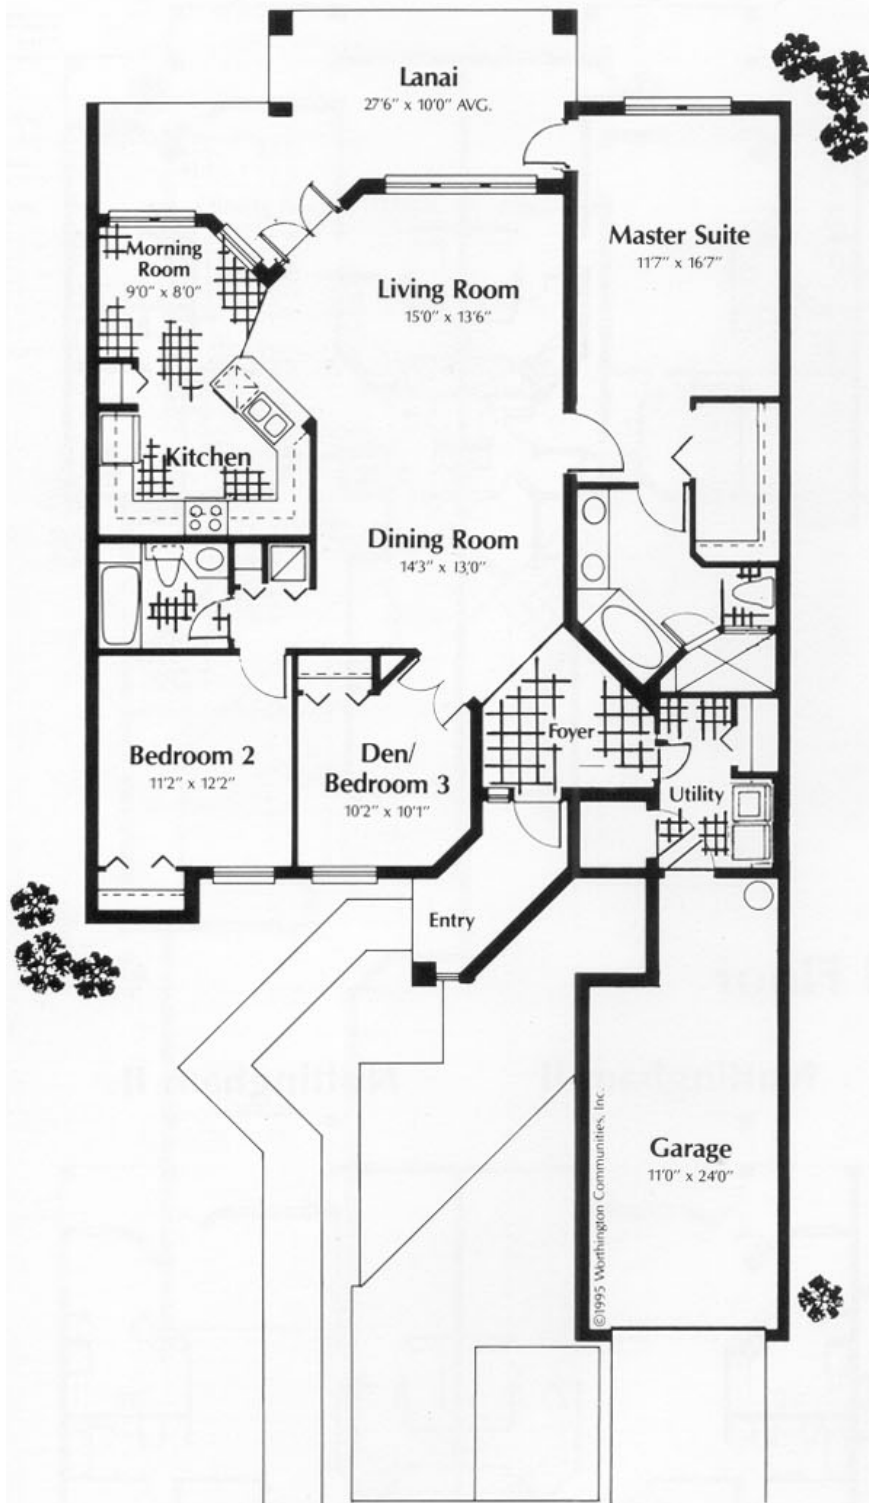 Lanai
27'6" x 10'0" AVG.
Master Suite
11'7" x 16'7"
Morning
Room
9'0" x 8'0"
Living Room
15'0" x 13'6"
Kitchen
Dining Room
14'3" x 13'0"
Foyer
Bedroom 2
11'2" x 12'2"
Den/
Bedroom 3
10'2" x 10'1"
Utility
Entry
Garage
11'0" x 24'0"
©1995 Worthington Communities, Inc.